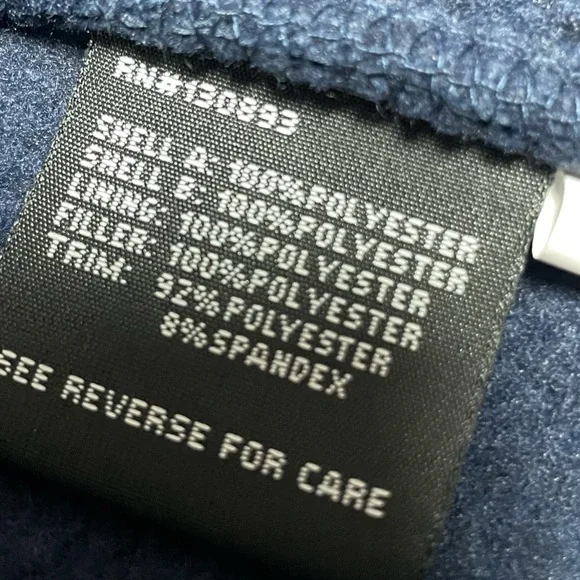 RN#130893
SHELL A: 100%POLYESTER
SHELL F: 100%POLYESTER
LINING: 100%POLYESTER
FILLER: 100%POLYESTER
TRIM: 92%POLYESTER
8%SPANDEX
SEE REVERSE FOR CARE